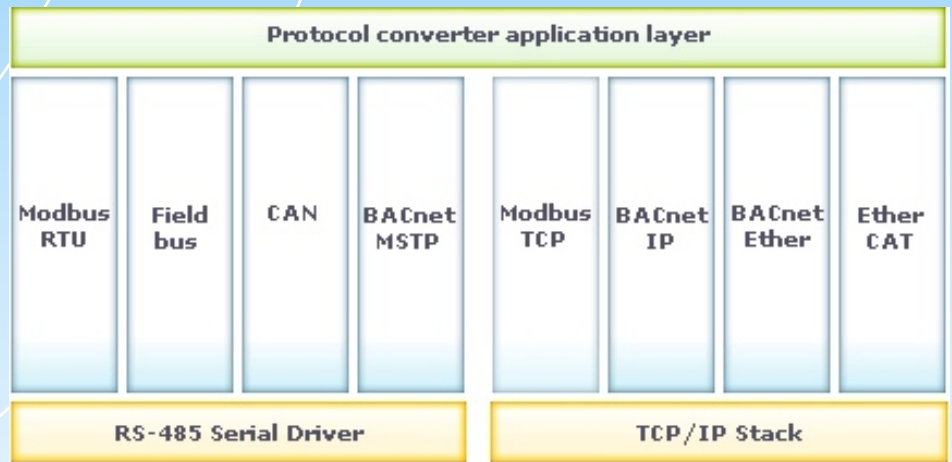 Protocol converter application layer
Modbus
RTU
Field
bus
CAN
BACnet
MSTP
Modbus
TCP
BACnet
IP
BACnet
Ether
Ether
CAT
RS-485 Serial Driver
TCP/IP Stack